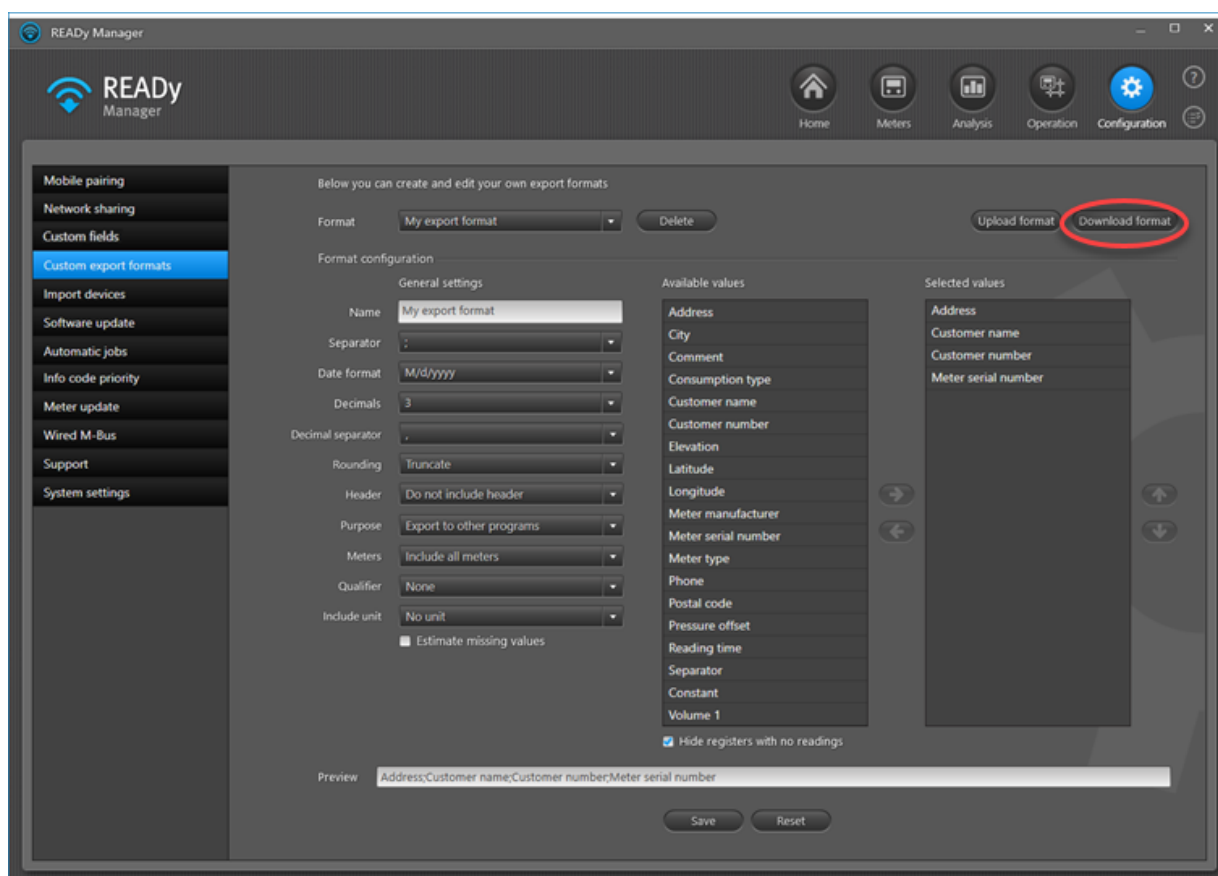 READy Manager
READy
Manager
Home Meters Analysis Operation Configuration
Mobile pairing
Network sharing
Custom fields
Custom export formats
Import devices
Software update
Automatic jobs
Info code priority
Meter update
Wired M-Bus
Support
System settings
Below you can create and edit your own export formats
Format My export format Delete Upload format Download format
Format configuration
General settings
Name My export format
Separator ;
Date format M/d/yyyy
Decimals 3
Decimal separator
Rounding Truncate
Header Do not include header
Purpose Export to other programs
Meters Include all meters
Qualifier None
Include unit No unit
Estimate missing values
Available values
Address
City
Comment
Consumption type
Customer name
Customer number
Elevation
Latitude
Longitude
Meter manufacturer
Meter serial number
Meter type
Phone
Postal code
Pressure offset
Reading time
Separator
Constant
Volume 1
Hide registers with no readings
Selected values
Address
Customer name
Customer number
Meter serial number
Preview Address;Customer name;Customer number;Meter serial number
Save Reset